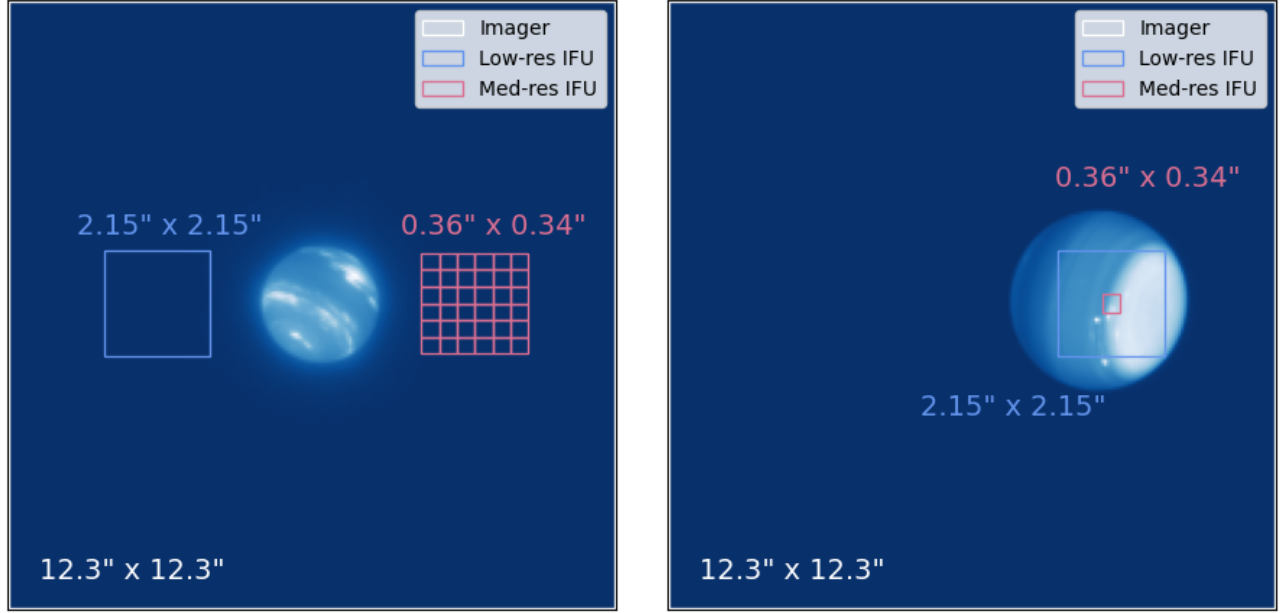 Imager
Low-res IFU
Med-res IFU
2.15" x 2.15"
0.36" x 0.34"
12.3" x 12.3"
Imager
Low-res IFU
Med-res IFU
0.36" x 0.34"
2.15" x 2.15"
12.3" x 12.3"